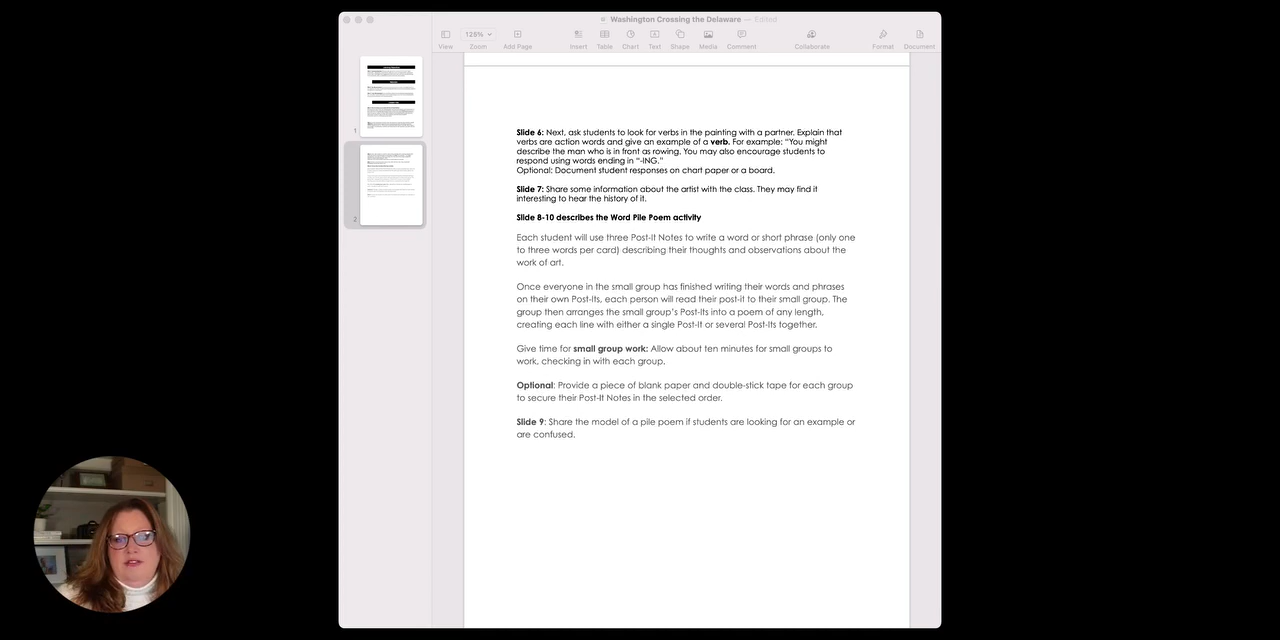 Washington Crossing the Delaware — Edited
View
125%
Zoom
Add Page
Insert
Table
Chart
Text
Shape
Media
Comment
Collaborate
Format
Document
1
2
Slide 6: Next, ask students to look for verbs in the painting with a partner. Explain that
verbs are action words and give an example of a verb. For example: “You might
describe the man who is in front as rowing. You may also encourage students to
respond using words ending in “-ING.”
Optional: Document student responses on chart paper or a board.
Slide 7: Share some information about the artist with the class. They may find it
interesting to hear the history of it.
Slide 8-10 describes the Word Pile Poem activity
Each student will use three Post-It Notes to write a word or short phrase (only one
to three words per card) describing their thoughts and observations about the
work of art.
Once everyone in the small group has finished writing their words and phrases
on their own Post-Its, each person will read their post-it to their small group. The
group then arranges the small group’s Post-Its into a poem of any length,
creating each line with either a single Post-It or several Post-Its together.
Give time for small group work: Allow about ten minutes for small groups to
work, checking in with each group.
Optional: Provide a piece of blank paper and double-stick tape for each group
to secure their Post-It Notes in the selected order.
Slide 9: Share the model of a pile poem if students are looking for an example or
are confused.